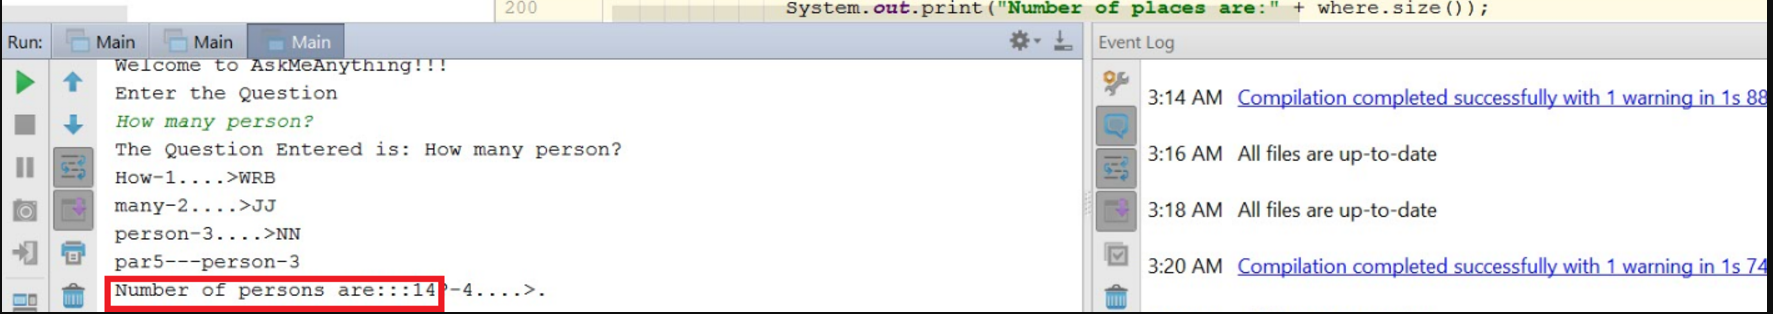 200
System.out.print("Number of places are:" + where.size());
Run: Main Main Main
Welcome to AskMeAnything!!!
Enter the Question
How many person?
The Question Entered is: How many person?
How-1....>WRB
many-2....>JJ
person-3....>NN
par5---person-3
Number of persons are:::14?-4....>.
Event Log
3:14 AM Compilation completed successfully with 1 warning in 1s 88
3:16 AM All files are up-to-date
3:18 AM All files are up-to-date
3:20 AM Compilation completed successfully with 1 warning in 1s 74